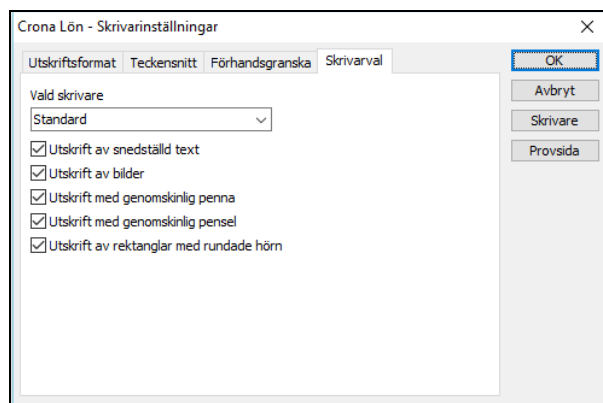 Crona Lön - Skrivarinställningar
Utskriftsformat Teckensnitt Förhandsgranska Skrivarval
OK
Avbryt
Skrivare
Provsida
Vald skrivare
Standard
Utskrift av snedställd text
Utskrift av bilder
Utskrift med genomskinlig penna
Utskrift med genomskinlig pensel
Utskrift av rektanglar med rundade hörn